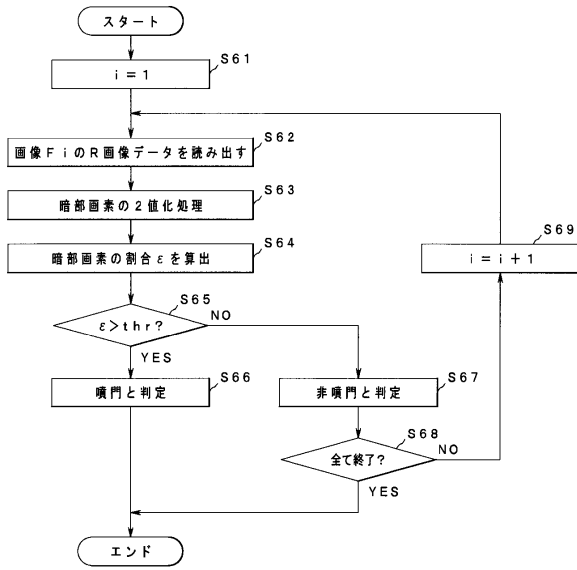 スタート
S61
i=1
S62
画像FiのR画像データを読み出す
S63
暗部画素の2値化処理
S64
暗部画素の割合εを算出
S69
i=i+1
S65
ε>thr?
NO
YES
S66
噴門と判定
S67
非噴門と判定
S68
全て終了?
NO
YES
エンド